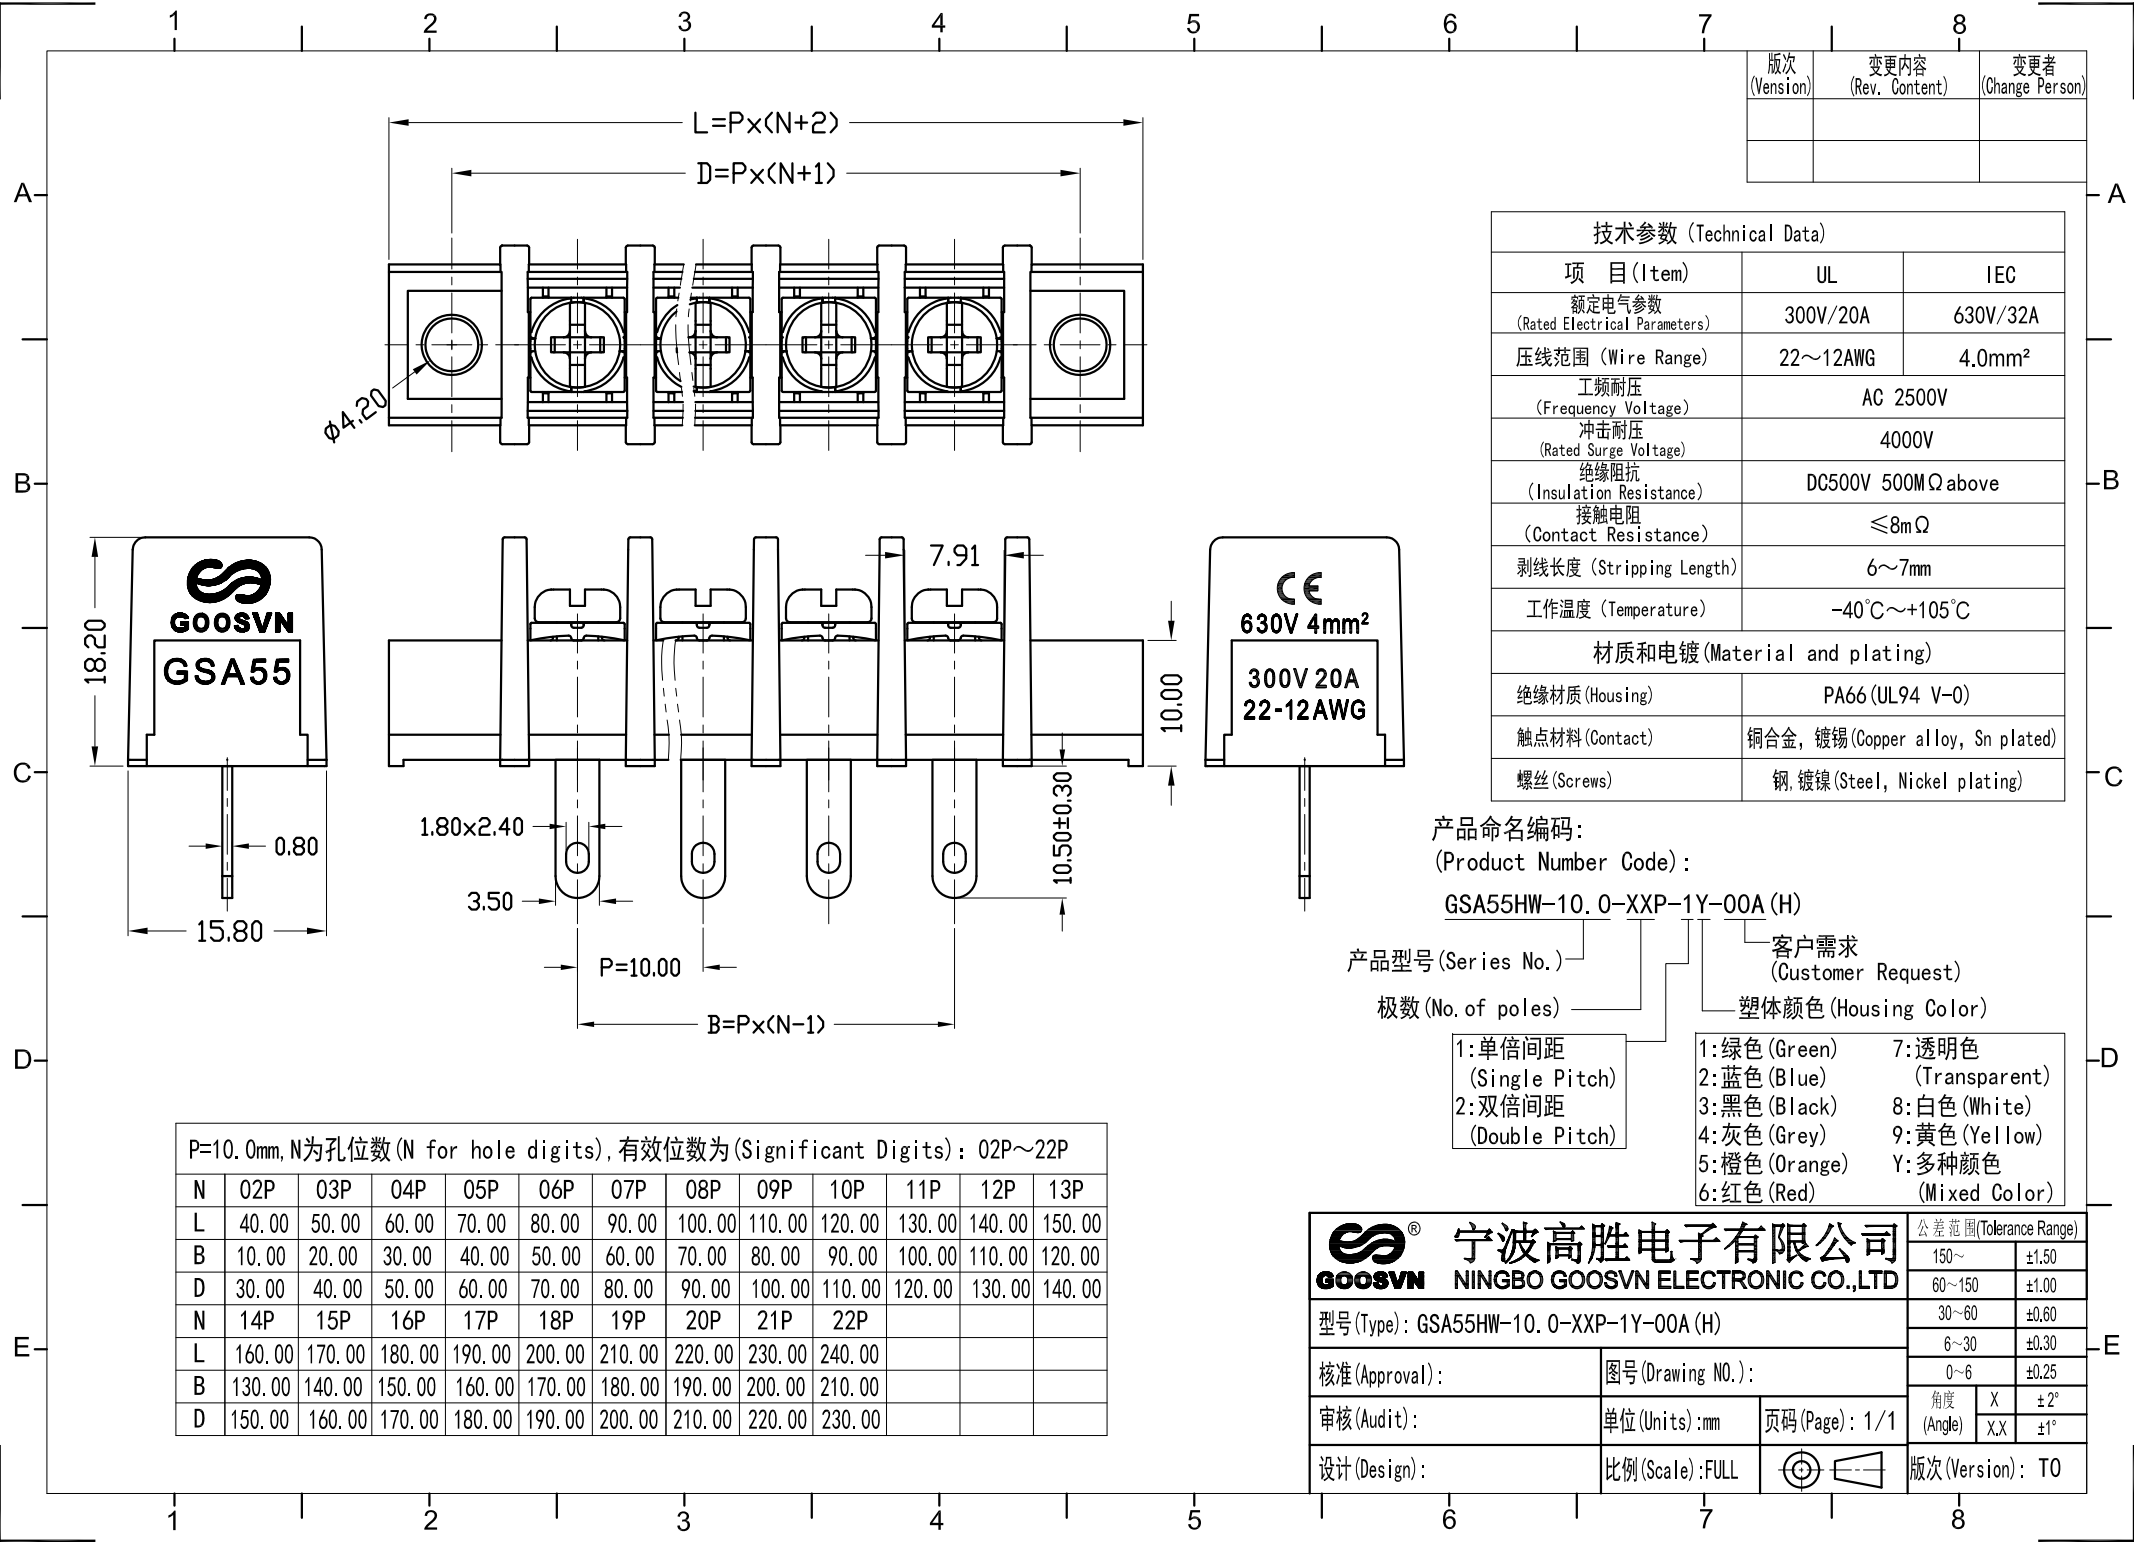 1 2 3 4 5 6 7 8
版次 变更内容 变更者
(Vension) (Rev. Content) (Change Person)
L=Px(N+2)
D=Px(N+1)
A A
Ø4.20
B B
技术参数 (Technical Data)
项 目(Item) UL IEC
额定电气参数
(Rated Electrical Parameters) 300V/20A 630V/32A
压线范围 (Wire Range) 22～12AWG 4.0mm²
工频耐压
(Frequency Voltage) AC 2500V
冲击耐压
(Rated Surge Voltage) 4000V
绝缘阻抗
(Insulation Resistance) DC500V 500MΩabove
接触电阻
(Contact Resistance) ≤8mΩ
剥线长度 (Stripping Length) 6～7mm
工作温度 (Temperature) -40℃～+105℃
材质和电镀(Material and plating)
绝缘材质(Housing) PA66(UL94 V-0)
触点材料(Contact) 铜合金, 镀锡(Copper alloy, Sn plated)
螺丝(Screws) 钢,镀镍(Steel, Nickel plating)
18.20
GOOSVN
GSA55
0.80
15.80
7.91
10.00
1.80x2.40
3.50
10.50±0.30
P=10.00
B=Px(N-1)
CE
630V 4mm²
300V 20A
22-12AWG
C C
产品命名编码:
(Product Number Code):
GSA55HW-10.0-XXP-1Y-00A(H)
客户需求
(Customer Request)
产品型号(Series No.)
极数(No.of poles)
塑体颜色(Housing Color)
1:单倍间距
(Single Pitch)
2:双倍间距
(Double Pitch)
1:绿色(Green) 7:透明色
2:蓝色(Blue) (Transparent)
3:黑色(Black) 8:白色(White)
4:灰色(Grey) 9:黄色(Yellow)
5:橙色(Orange) Y:多种颜色
6:红色(Red) (Mixed Color)
D D
P=10.0mm,N为孔位数(N for hole digits),有效位数为(Significant Digits): 02P～22P
N 02P 03P 04P 05P 06P 07P 08P 09P 10P 11P 12P 13P
L 40.00 50.00 60.00 70.00 80.00 90.00 100.00 110.00 120.00 130.00 140.00 150.00
B 10.00 20.00 30.00 40.00 50.00 60.00 70.00 80.00 90.00 100.00 110.00 120.00
D 30.00 40.00 50.00 60.00 70.00 80.00 90.00 100.00 110.00 120.00 130.00 140.00
N 14P 15P 16P 17P 18P 19P 20P 21P 22P
L 160.00 170.00 180.00 190.00 200.00 210.00 220.00 230.00 240.00
B 130.00 140.00 150.00 160.00 170.00 180.00 190.00 200.00 210.00
D 150.00 160.00 170.00 180.00 190.00 200.00 210.00 220.00 230.00
E E
GOOSVN ®
宁波高胜电子有限公司
NINGBO GOOSVN ELECTRONIC CO.,LTD
公差范围(Tolerance Range)
150～ ±1.50
60～150 ±1.00
30～60 ±0.60
6～30 ±0.30
0～6 ±0.25
角度 (Angle) X ±2°
X.X ±1°
型号(Type): GSA55HW-10.0-XXP-1Y-00A(H)
核准(Approval): 图号(Drawing NO.):
审核(Audit): 单位(Units):mm 页码(Page): 1/1
设计(Design): 比例(Scale):FULL 版次(Version): T0
1 2 3 4 5 6 7 8